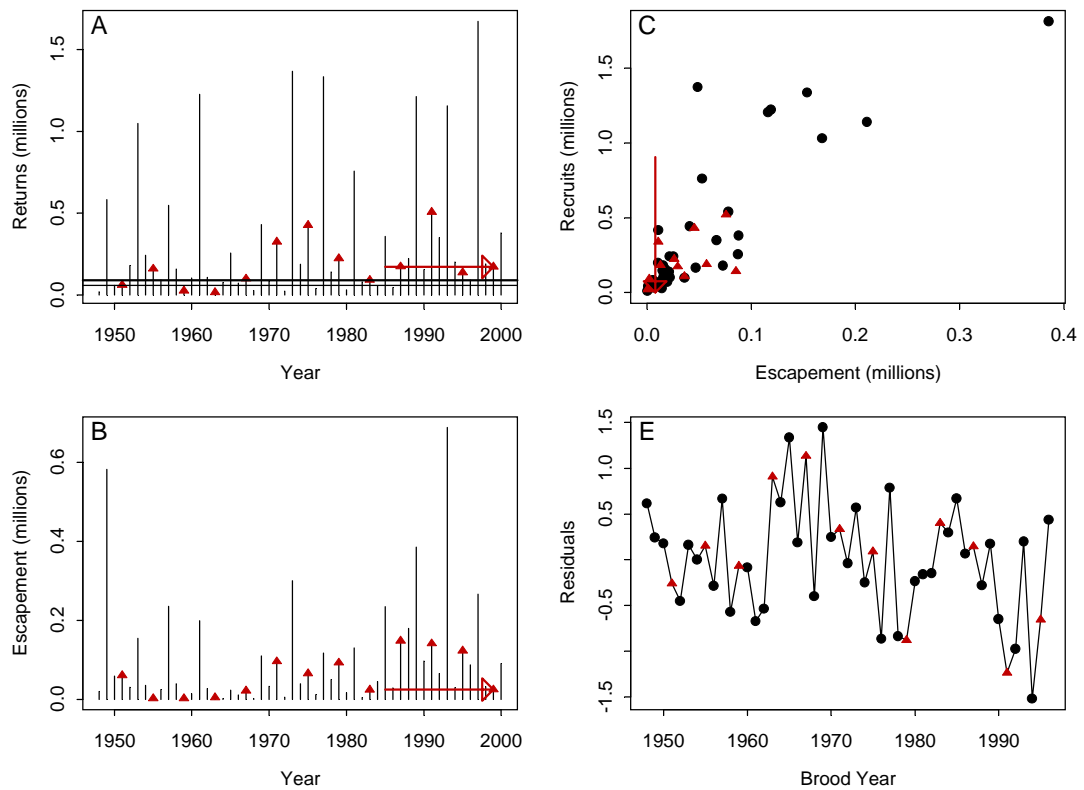 A
Returns (millions)
0.0 0.5 1.0 1.5
1950 1960 1970 1980 1990 2000
Year
C
Recruits (millions)
0.0 0.5 1.0 1.5
0.0 0.1 0.2 0.3 0.4
Escapement (millions)
B
Escapement (millions)
0.0 0.2 0.4 0.6
1950 1960 1970 1980 1990 2000
Year
E
Residuals
-1.5 -0.5 0.5 1.0 1.5
1950 1960 1970 1980 1990
Brood Year